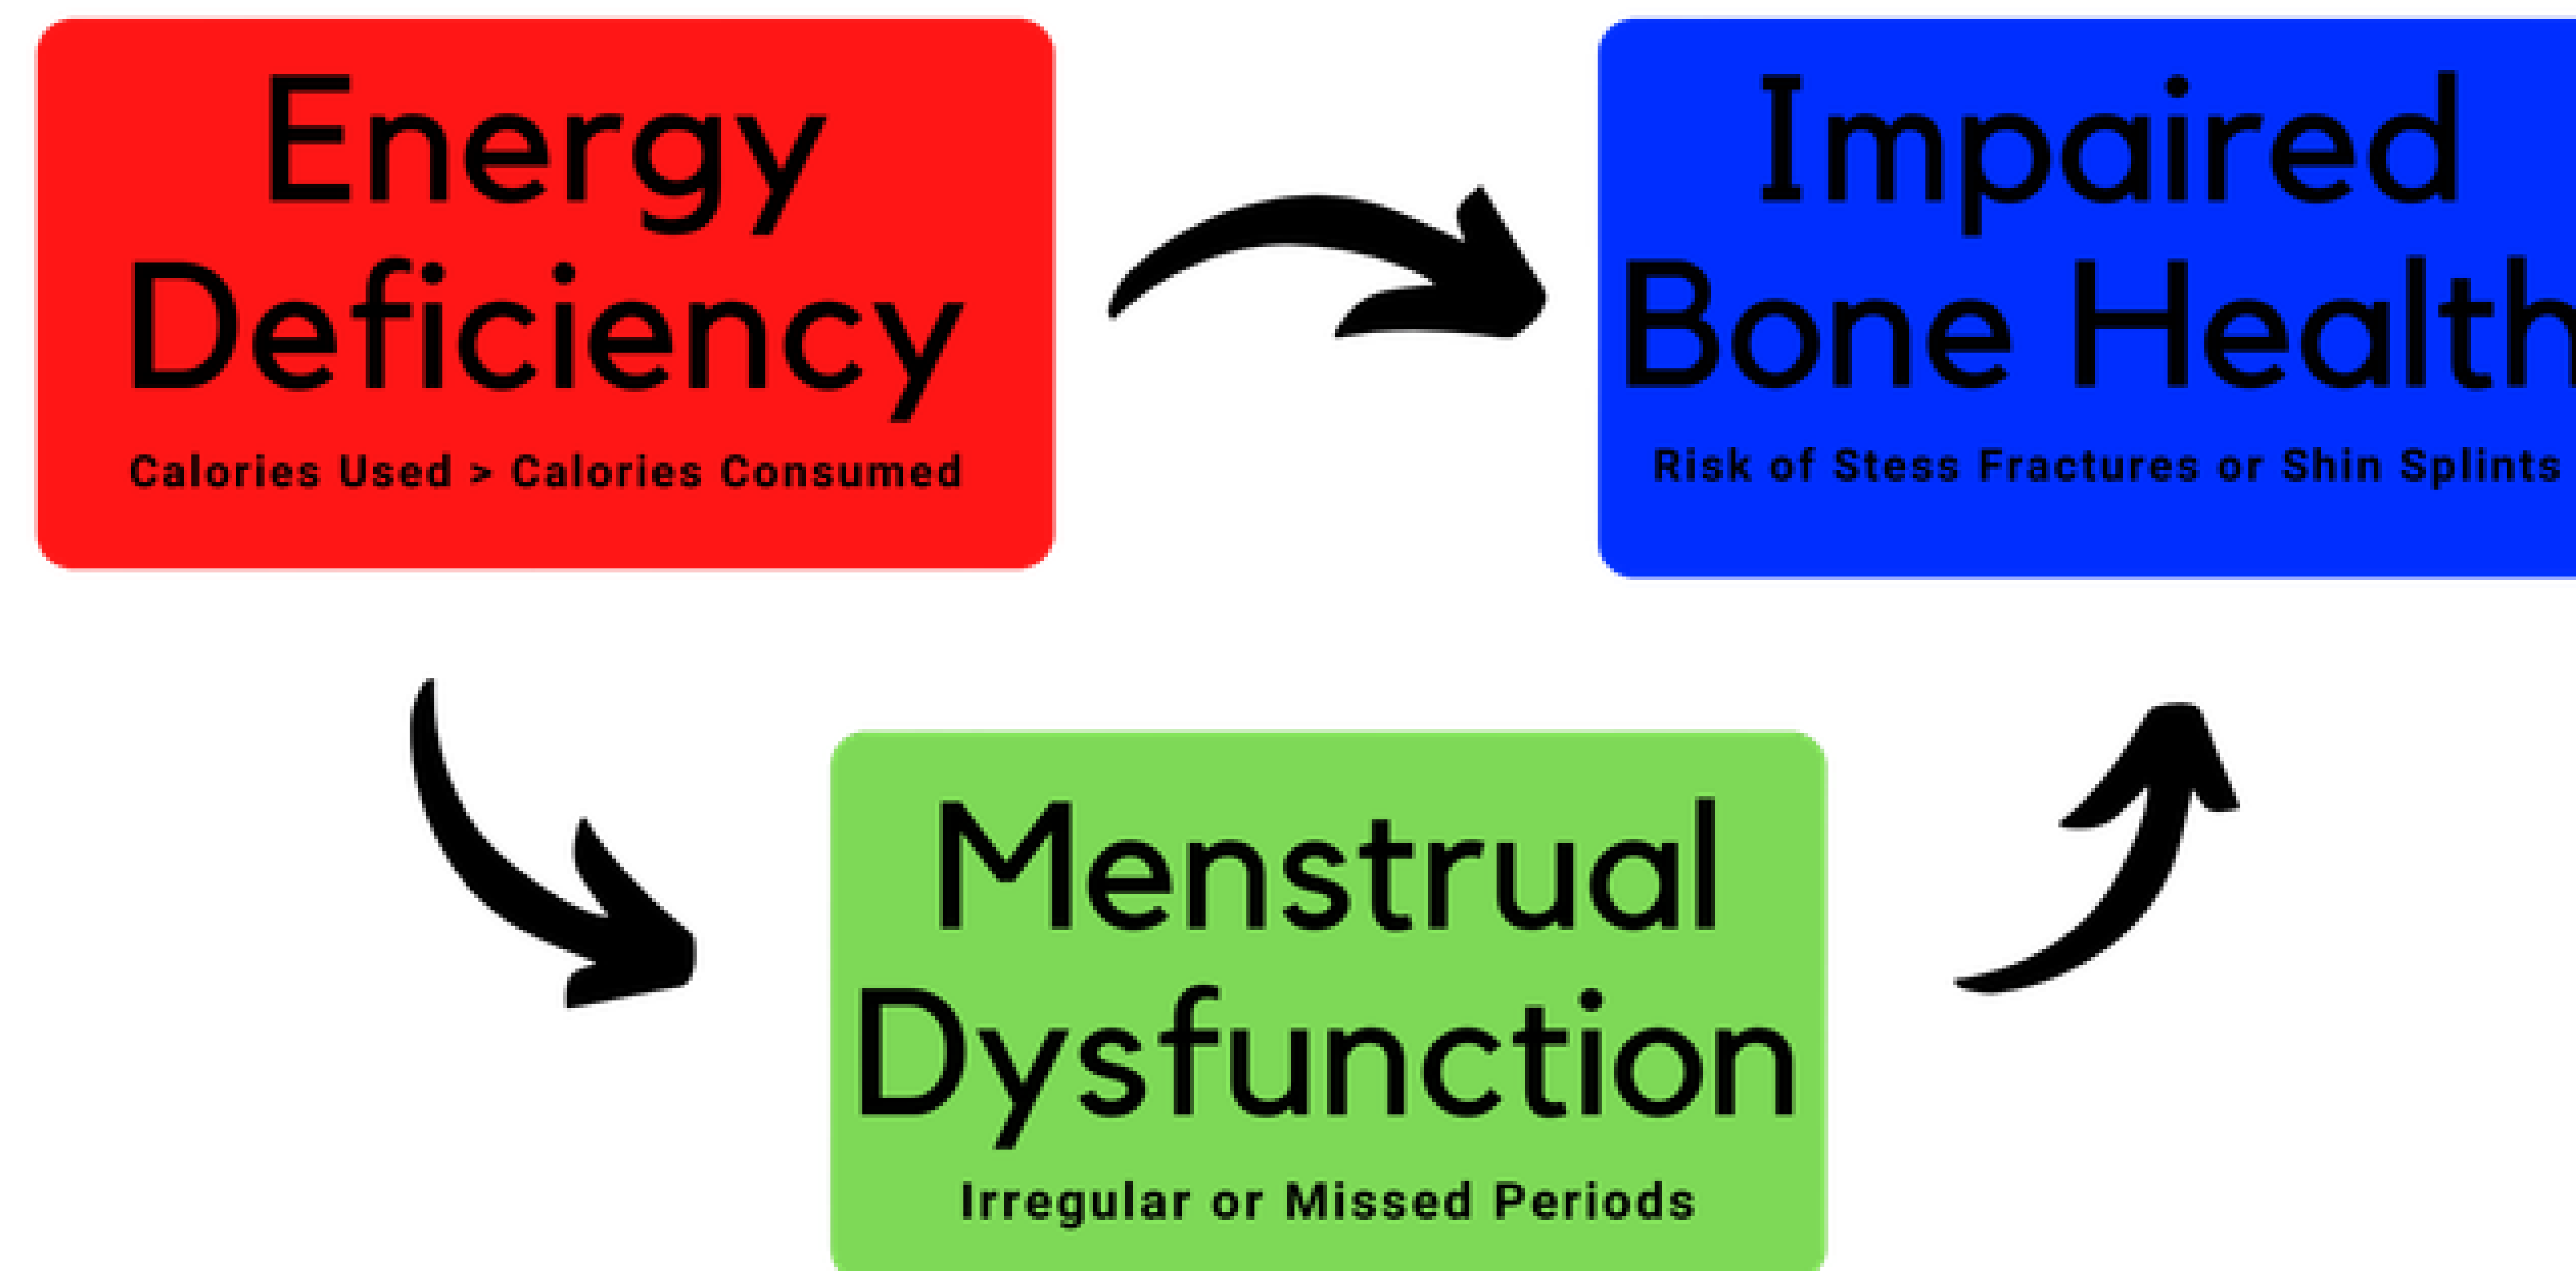 Energy
Deficiency
Calories Used > Calories Consumed
Impaired
Bone Health
Risk of Stess Fractures or Shin Splints
Menstrual
Dysfunction
Irregular or Missed Periods